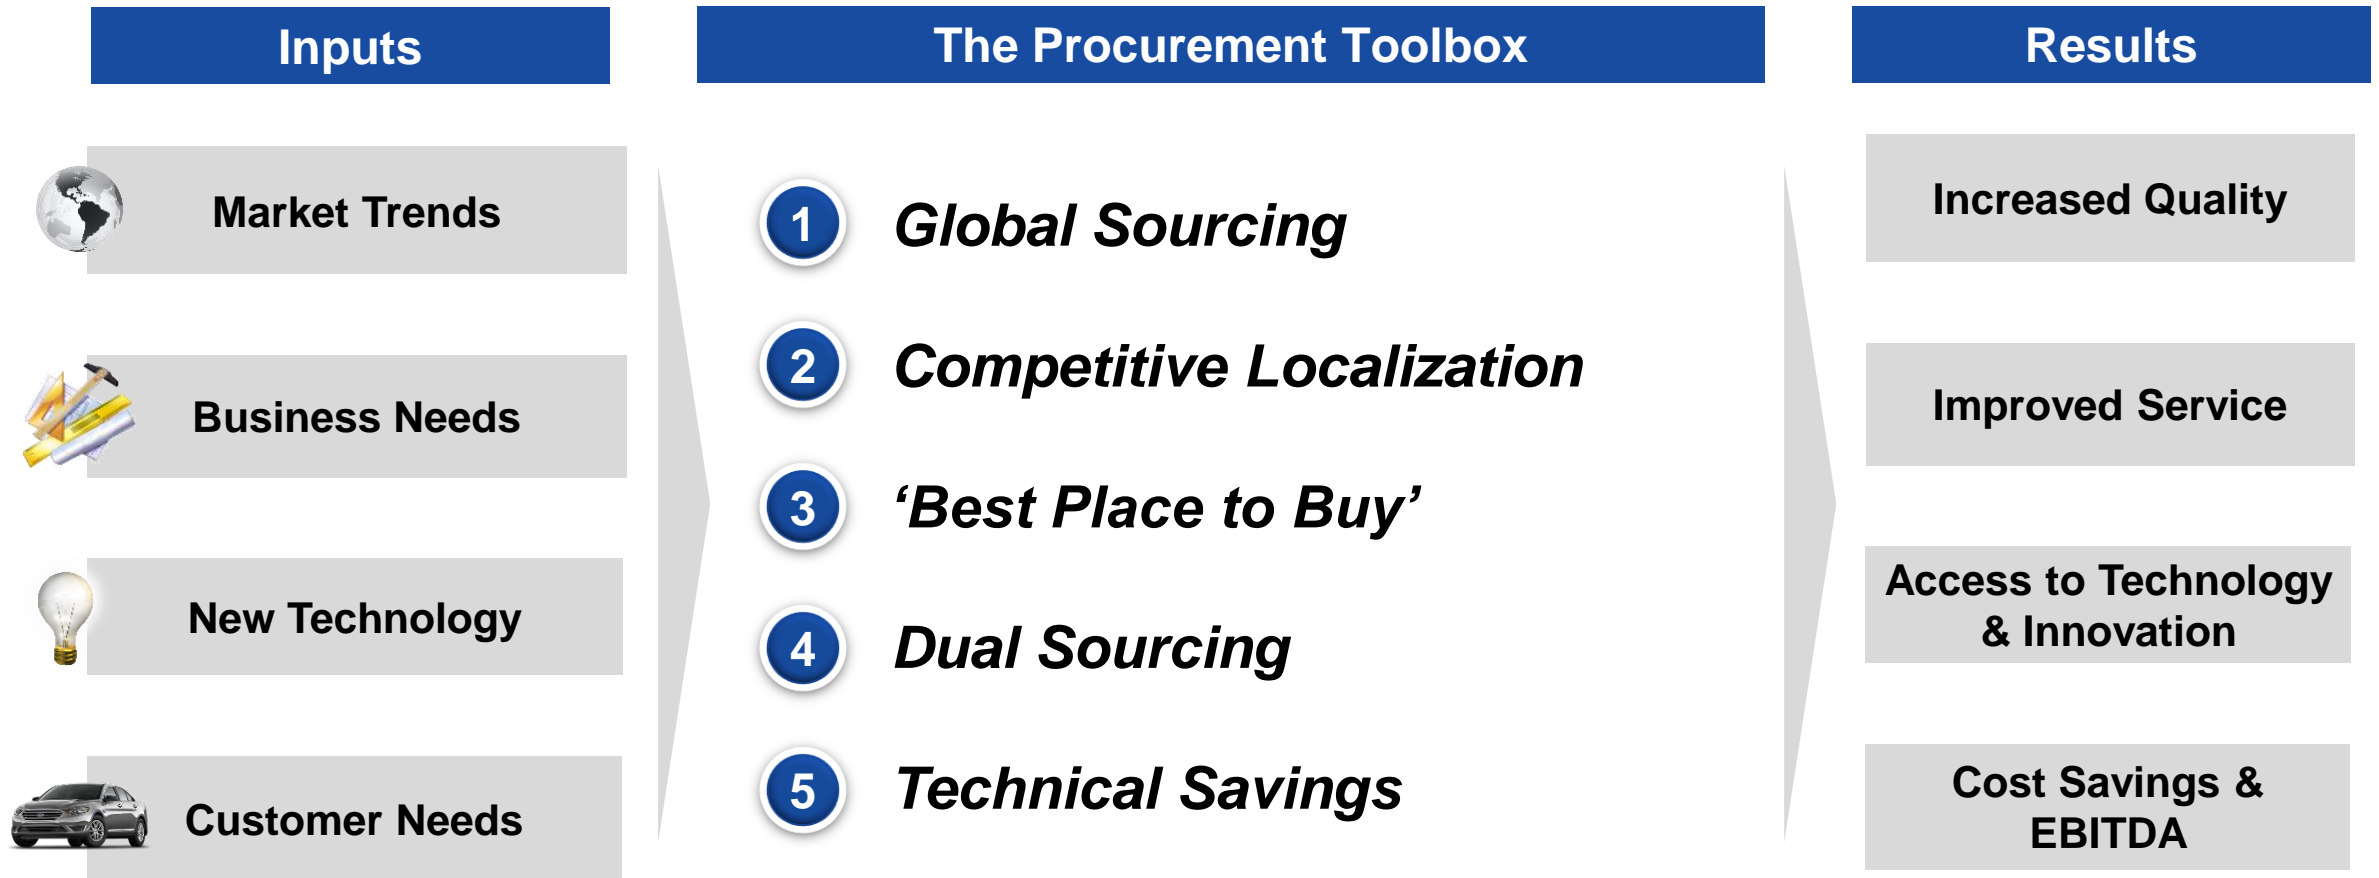 Inputs
The Procurement Toolbox
Results
Market Trends
Business Needs
New Technology
Customer Needs
1 Global Sourcing
2 Competitive Localization
3 ‘Best Place to Buy’
4 Dual Sourcing
5 Technical Savings
Increased Quality
Improved Service
Access to Technology
& Innovation
Cost Savings &
EBITDA